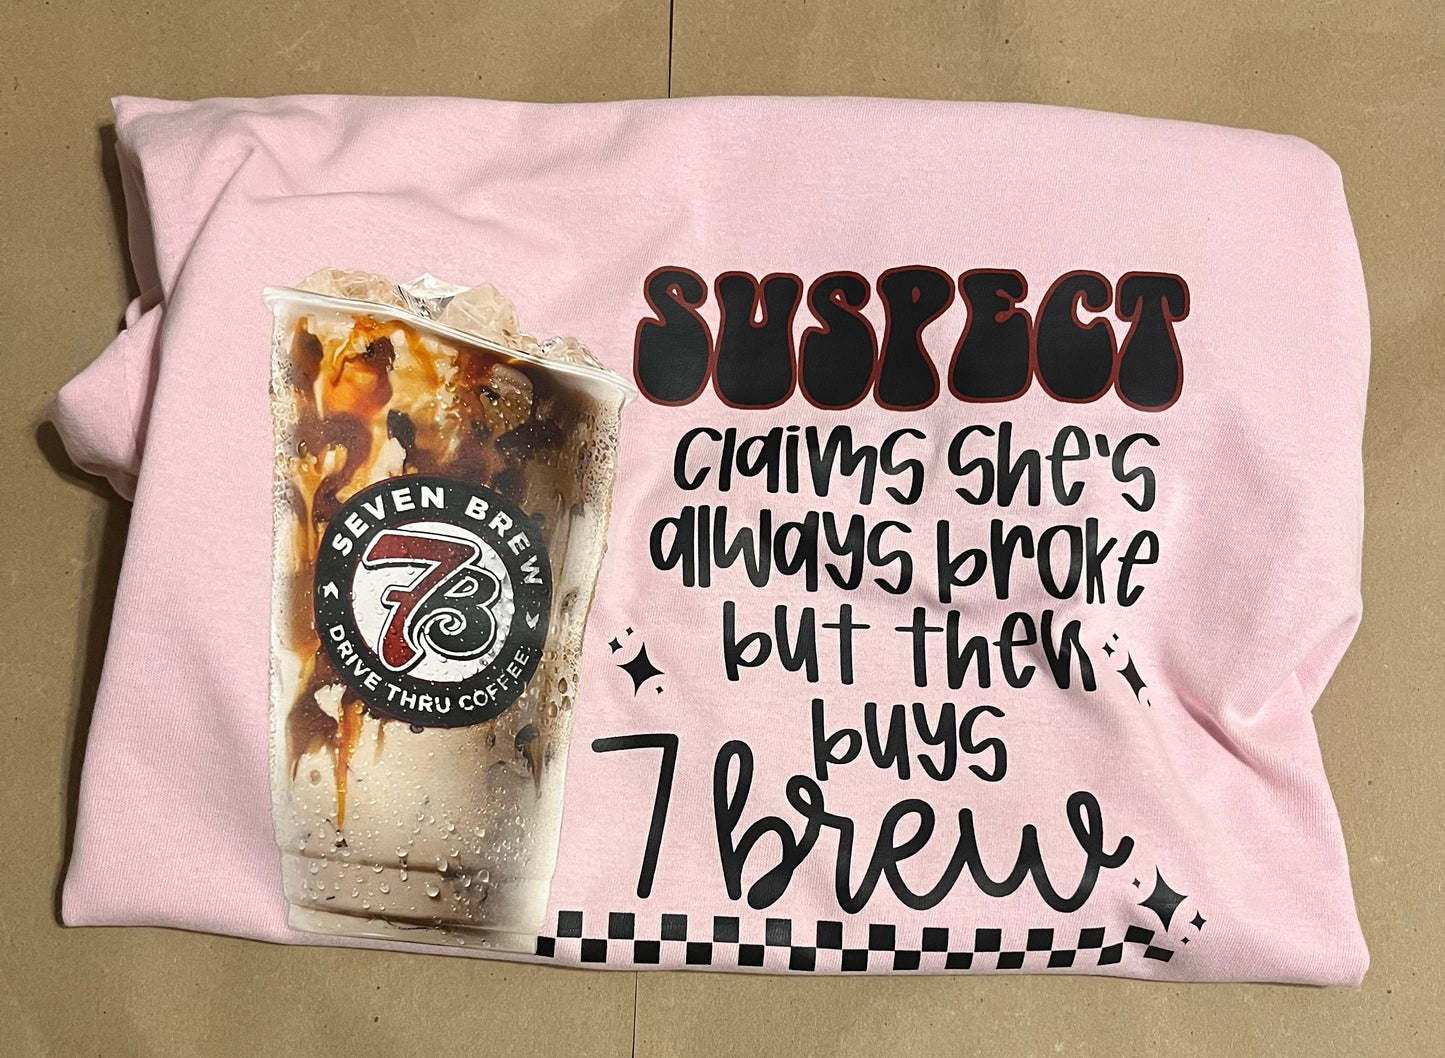 SEVEN BREW
7B
DRIVE THRU COFFEE
SUSPECT
claims she's
always broke
but then
buys
7 brew